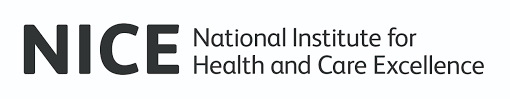 NICE National Institute for
Health and Care Excellence